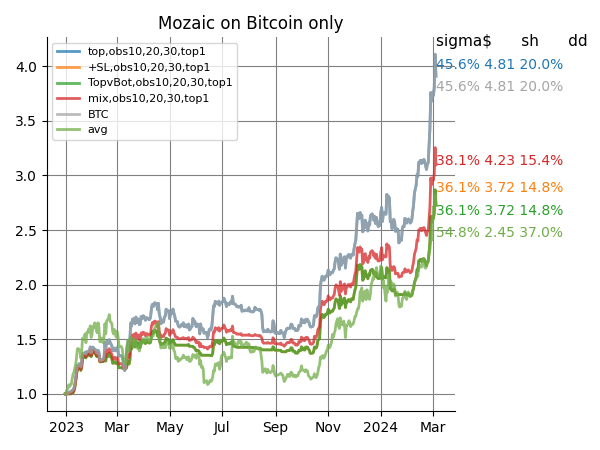 Mozaic on Bitcoin only
sigma$ sh dd
top,obs10,20,30,top1
+SL,obs10,20,30,top1
TopvBot,obs10,20,30,top1
mix,obs10,20,30,top1
BTC
avg
45.6% 4.81 20.0%
45.6% 4.81 20.0%
38.1% 4.23 15.4%
36.1% 3.72 14.8%
36.1% 3.72 14.8%
54.8% 2.45 37.0%
4.0
3.5
3.0
2.5
2.0
1.5
1.0
2023 Mar May Jul Sep Nov 2024 Mar